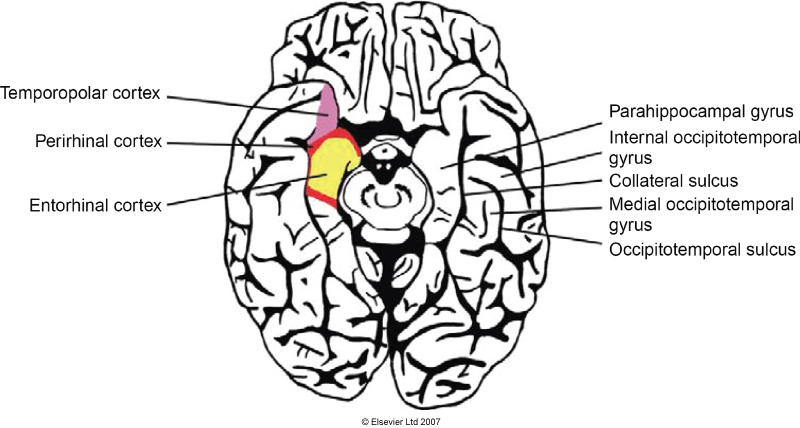 Temporopolar cortex
Perirhinal cortex
Entorhinal cortex
Parahippocampal gyrus
Internal occipitotemporal
gyrus
Collateral sulcus
Medial occipitotemporal
gyrus
Occipitotemporal sulcus
© Elsevier Ltd 2007